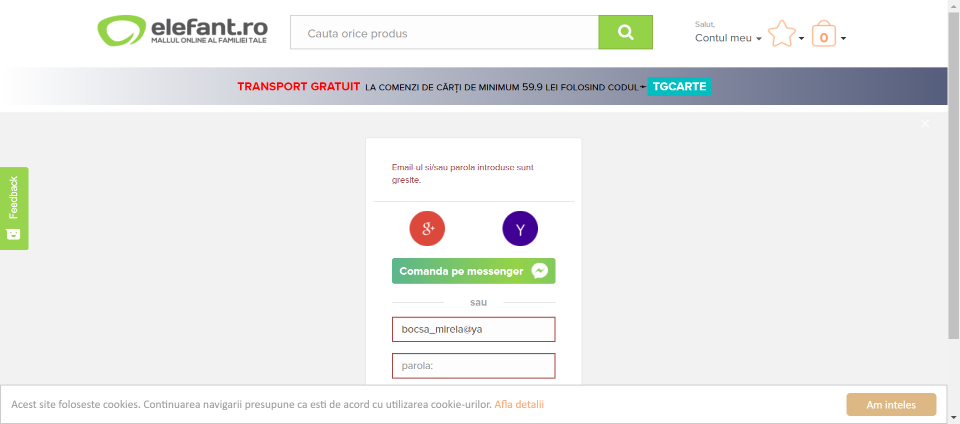 elefant.ro
MALLUL ONLINE AL FAMILIEI TALE
Cauta orice produs
Salut,
Contul meu
0
TRANSPORT GRATUIT LA COMENZI DE CĂRȚI DE MINIMUM 59.9 LEI FOLOSIND CODUL TGCARTE
Feedback
Email-ul si/sau parola introduse sunt
gresite.
g+ Y
Comanda pe messenger
sau
bocsa_mirela@ya
parola:
Acest site foloseste cookies. Continuarea navigarii presupune ca esti de acord cu utilizarea cookie-urilor. Afla detalii
Am inteles